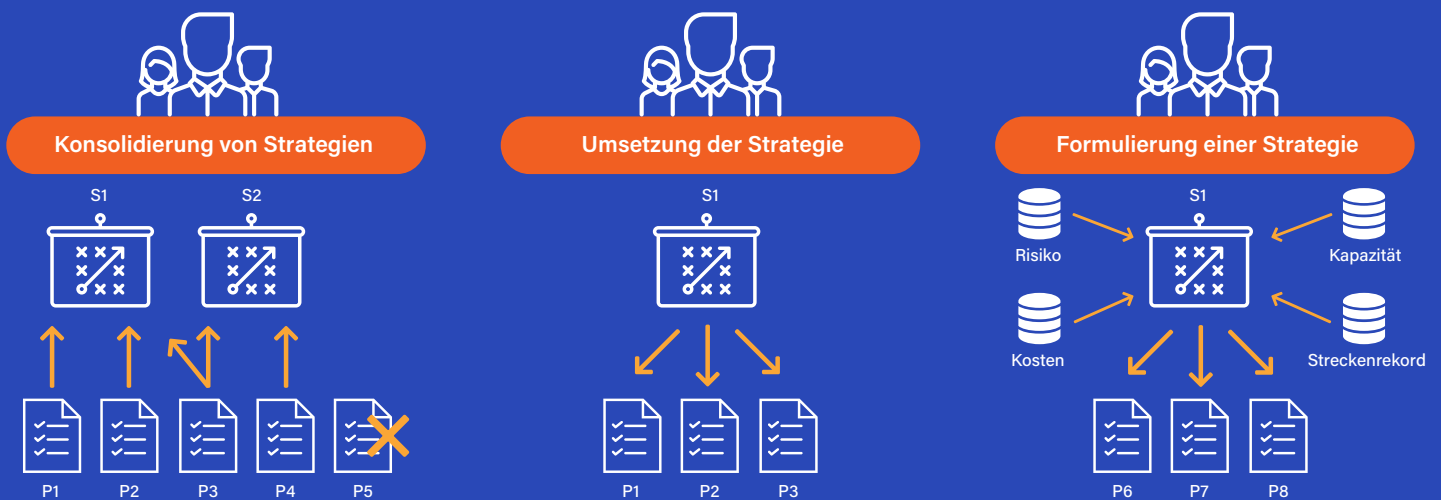 Konsolidierung von Strategien
S1
S2
P1
P2
P3
P4
P5
Umsetzung der Strategie
S1
P1
P2
P3
Formulierung einer Strategie
S1
Risiko
Kapazität
Kosten
Streckenrekord
P6
P7
P8